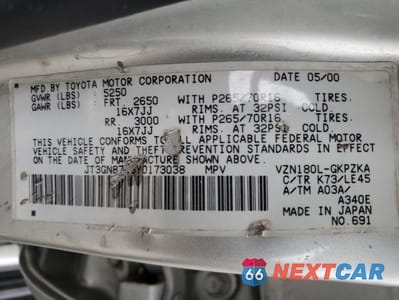 MFD BY TOYOTA MOTOR CORPORATION DATE 05/00
GVWR (LBS) 5250
GAWR (LBS) FRT 2650 WITH P265/70R16 TIRES.
16X7JJ RIMS. AT 32PSI COLD.
RR 3000 WITH P265/70R16 TIRES.
16X7JJ RIMS. AT 32PSI COLD.
THIS VEHICLE CONFORMS TO ALL APPLICABLE FEDERAL MOTOR
VEHICLE SAFETY AND THEFT PREVENTION STANDARDS IN EFFECT
ON THE DATE OF MANUFACTURE SHOWN ABOVE.
MPV VZN180L-GKPZKA
C/TR K73/LE45
A/TM A03A/
A340E
MADE IN JAPAN
NO.691
66 NEXTCAR